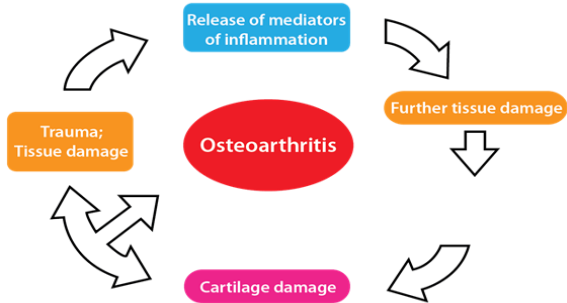 Release of mediators
of inflammation
Further tissue damage
Trauma;
Tissue damage
Osteoarthritis
Cartilage damage